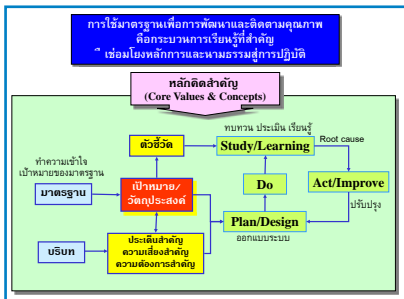 การใช้มาตรฐานเพื่อการพัฒนาและติดตามคุณภาพ
คือกระบวนการเรียนรู้ที่สำคัญ
เชื่อมโยงหลักการและนามธรรมสู่การปฏิบัติ
หลักคิดสำคัญ
(Core Values & Concepts)
ทบทวน ประเมิน เรียนรู้
ตัวชี้วัด
Study/Learning
Root cause
ทำความเข้าใจ
เป้าหมายของมาตรฐาน
มาตรฐาน
เป้าหมาย/
วัตถุประสงค์
Do
Act/Improve
ปรับปรุง
Plan/Design
ออกแบบระบบ
บริบท
ประเด็นสำคัญ
ความเสี่ยงสำคัญ
ความต้องการสำคัญ